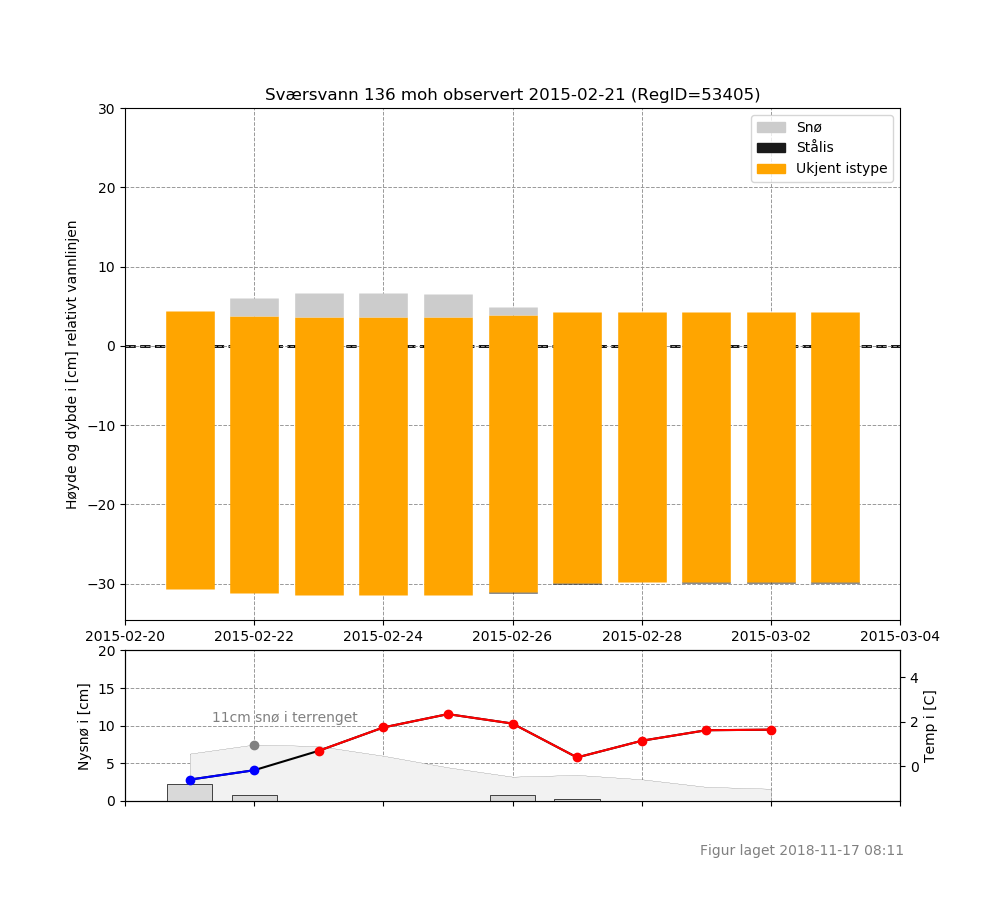 Sværsvann 136 moh observert 2015-02-21 (RegID=53405)
30
20
10
0
−10
−20
−30
Høyde og dybde i [cm] relativt vannlinjen
Snø
Stålis
Ukjent istype
2015-02-20 2015-02-22 2015-02-24 2015-02-26 2015-02-28 2015-03-02 2015-03-04
20
15
10
5
0
Nysnø i [cm]
11cm snø i terrenget
4
2
0
Temp i [C]
Figur laget 2018-11-17 08:11